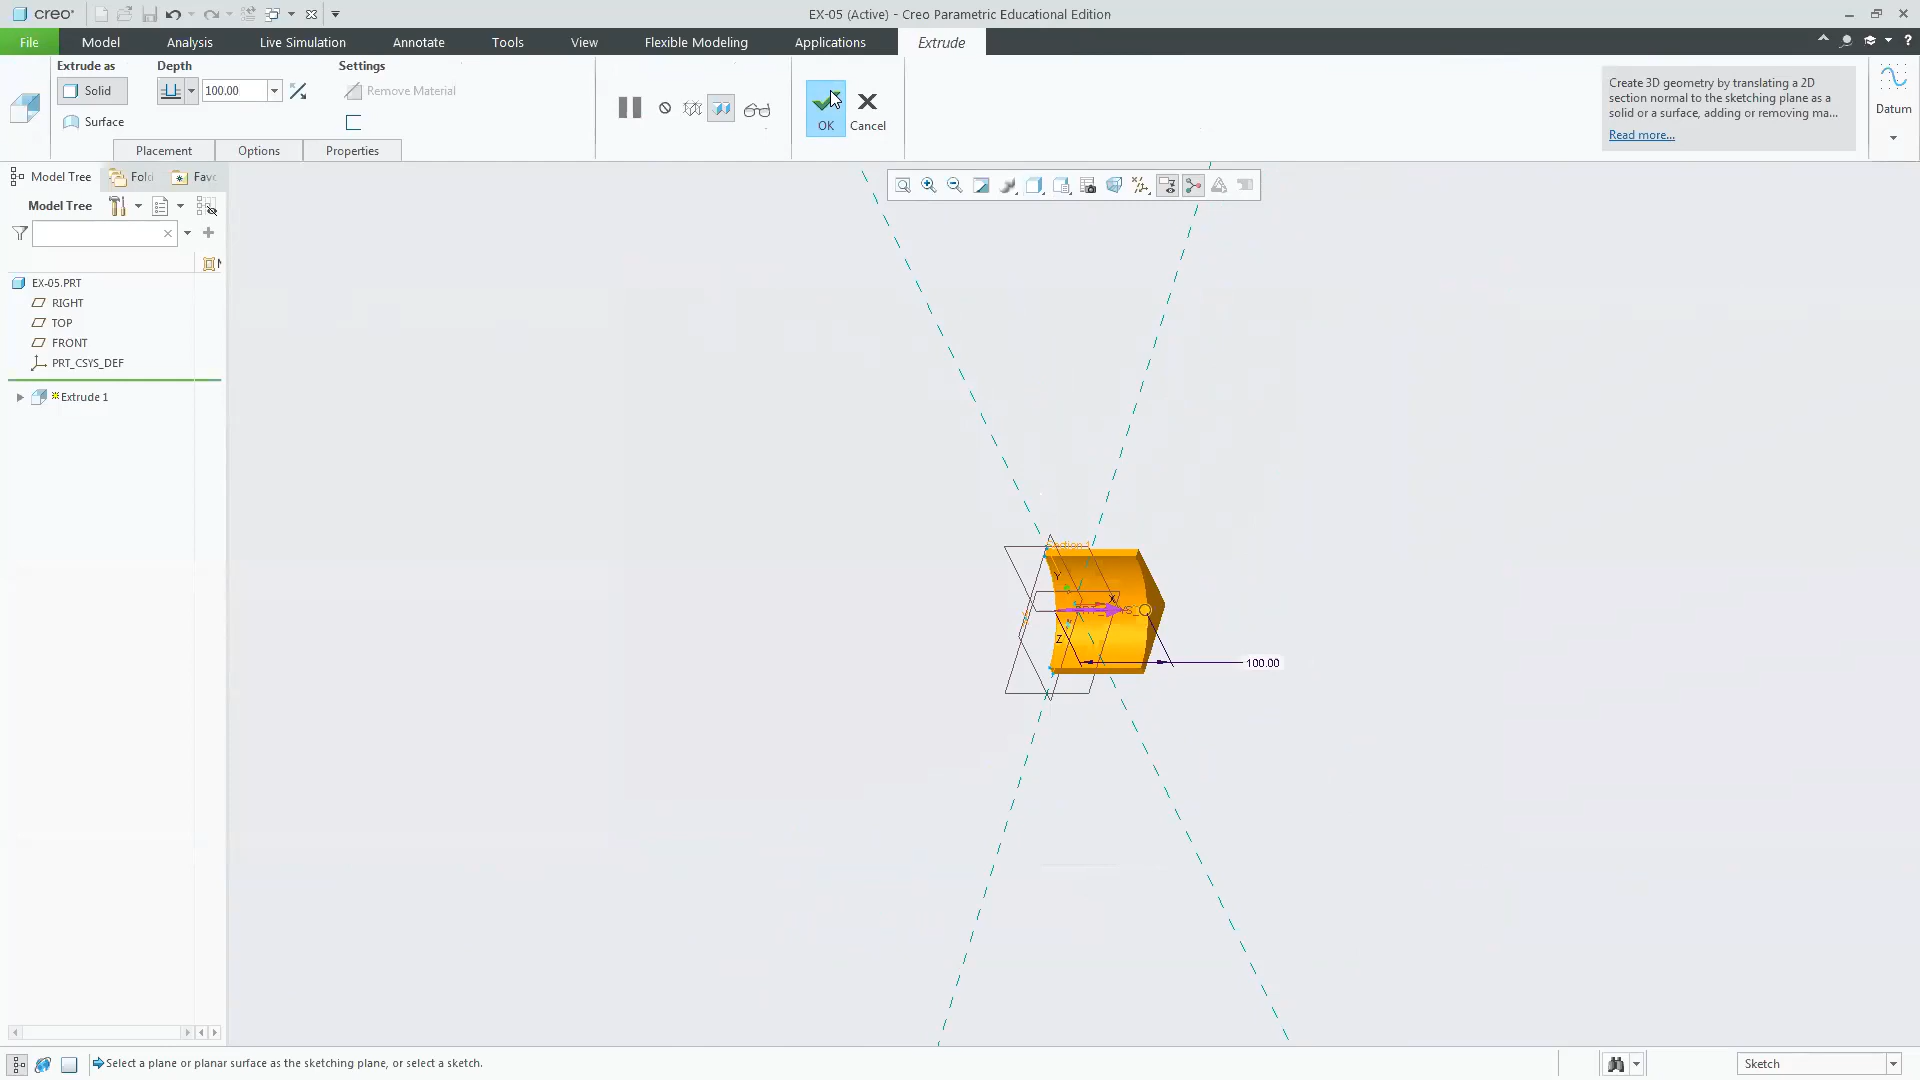 creo
EX-05 (Active) - Creo Parametric Educational Edition
File
Model
Analysis
Live Simulation
Annotate
Tools
View
Flexible Modeling
Applications
Extrude
Extrude as
Depth
Settings
Solid
100.00
Remove Material
Surface
OK
Cancel
Placement
Options
Properties
Create 3D geometry by translating a 2D
section normal to the sketching plane as a
solid or a surface, adding or removing ma...
Read more...
Datum
Model Tree
Fold
Favo
Model Tree
EX-05.PRT
RIGHT
TOP
FRONT
PRT_CSYS_DEF
Extrude 1
Section 1
Y
X
Z
100.00
Select a plane or planar surface as the sketching plane, or select a sketch.
Sketch